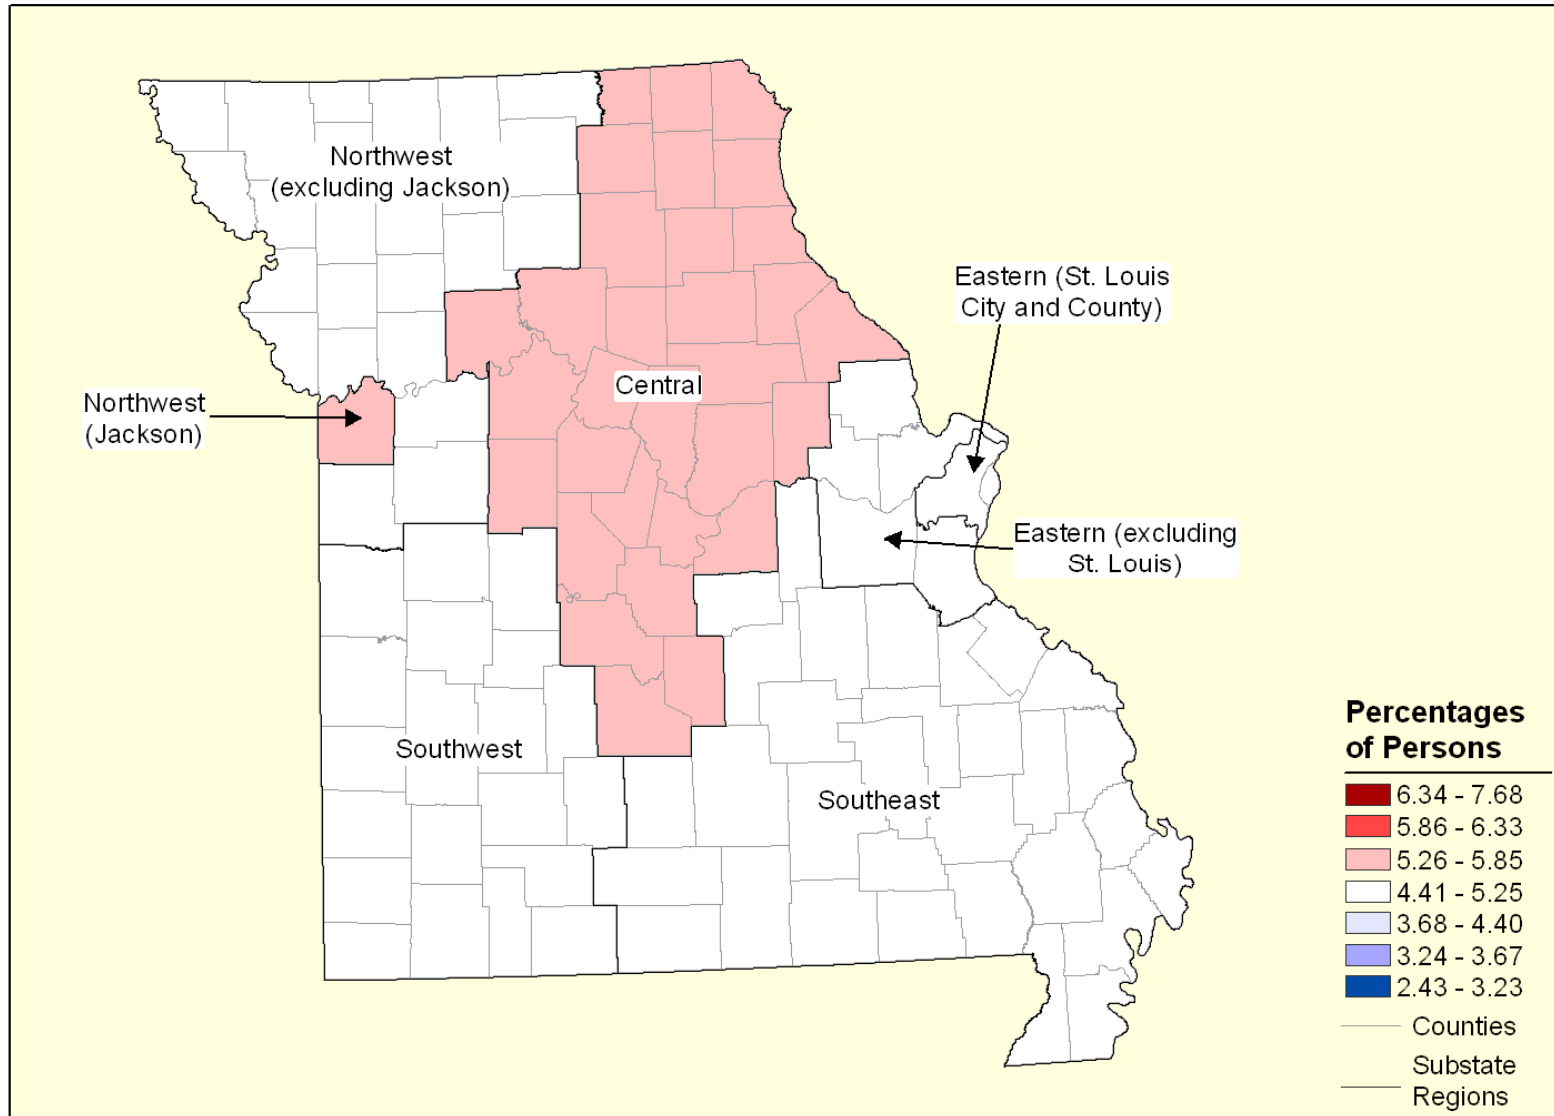 Northwest
(excluding Jackson)
Eastern (St. Louis
City and County)
Central
Northwest
(Jackson)
Eastern (excluding
St. Louis)
Southwest
Southeast
Percentages
of Persons
6.34 - 7.68
5.86 - 6.33
5.26 - 5.85
4.41 - 5.25
3.68 - 4.40
3.24 - 3.67
2.43 - 3.23
Counties
Substate
Regions